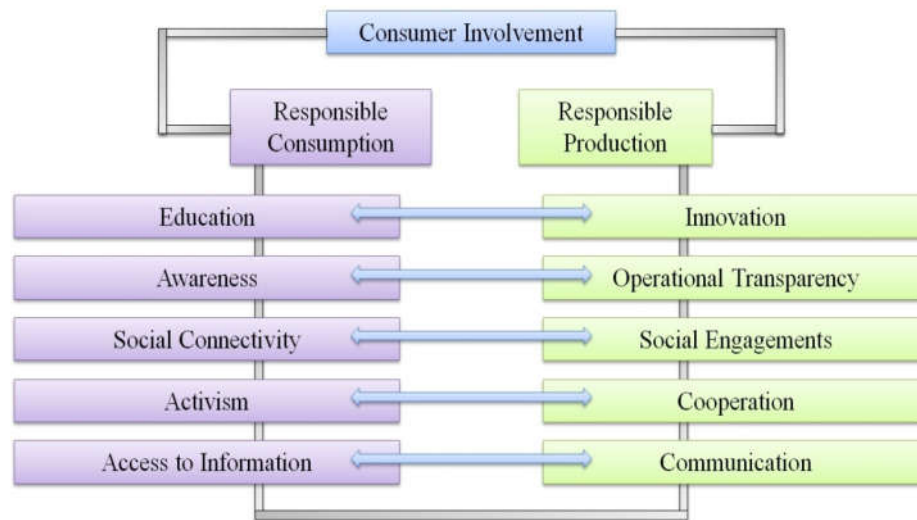 Consumer Involvement
Responsible
Consumption
Responsible
Production
Education
Innovation
Awareness
Operational Transparency
Social Connectivity
Social Engagements
Activism
Cooperation
Access to Information
Communication